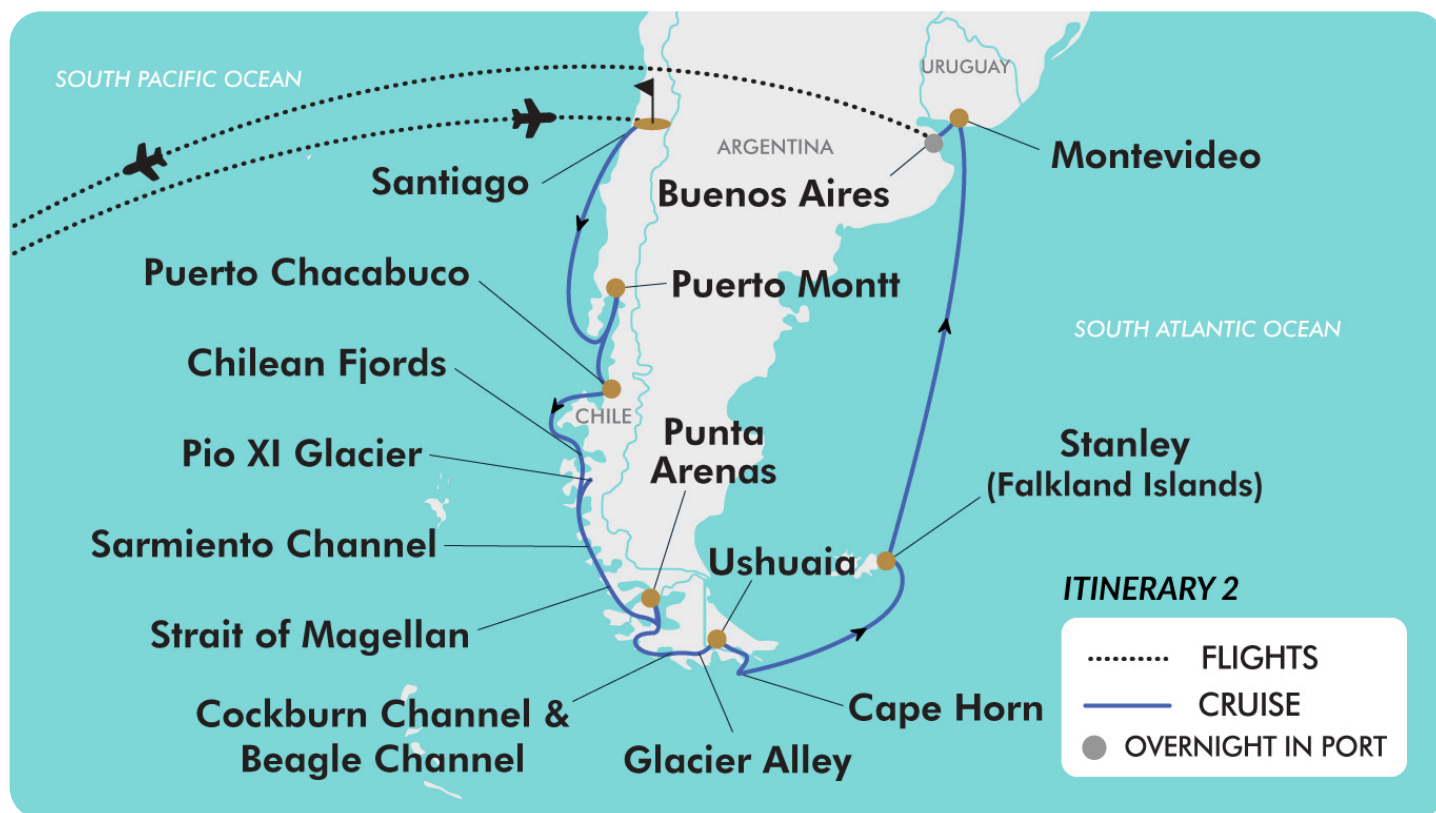 SOUTH PACIFIC OCEAN
URUGUAY
ARGENTINA
Montevideo
Santiago
Buenos Aires
Puerto Chacabuco
Puerto Montt
SOUTH ATLANTIC OCEAN
Chilean Fjords
CHILE
Punta
Arenas
Pio XI Glacier
Stanley
(Falkland Islands)
Sarmiento Channel
Ushuaia
Strait of Magellan
Cockburn Channel &
Beagle Channel
Glacier Alley
Cape Horn
ITINERARY 2
FLIGHTS
CRUISE
OVERNIGHT IN PORT